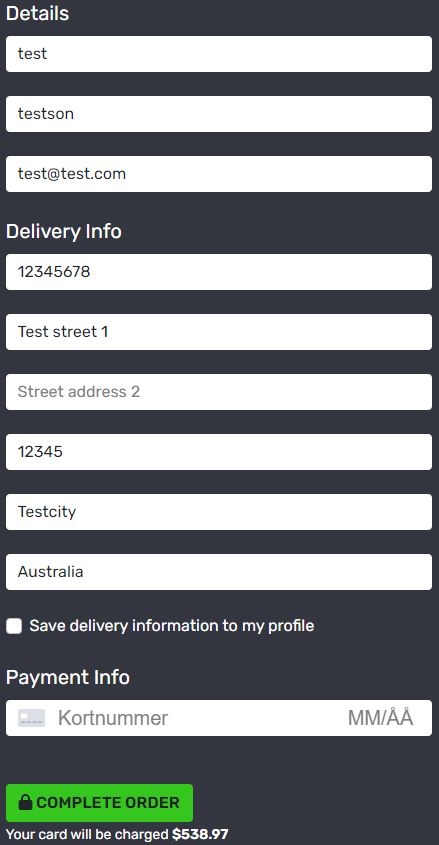 Details
test
testson
test@test.com
Delivery Info
12345678
Test street 1
Street address 2
12345
Testcity
Australia
Save delivery information to my profile
Payment Info
Kortnummer MM/ÅÅ
COMPLETE ORDER
Your card will be charged $538.97